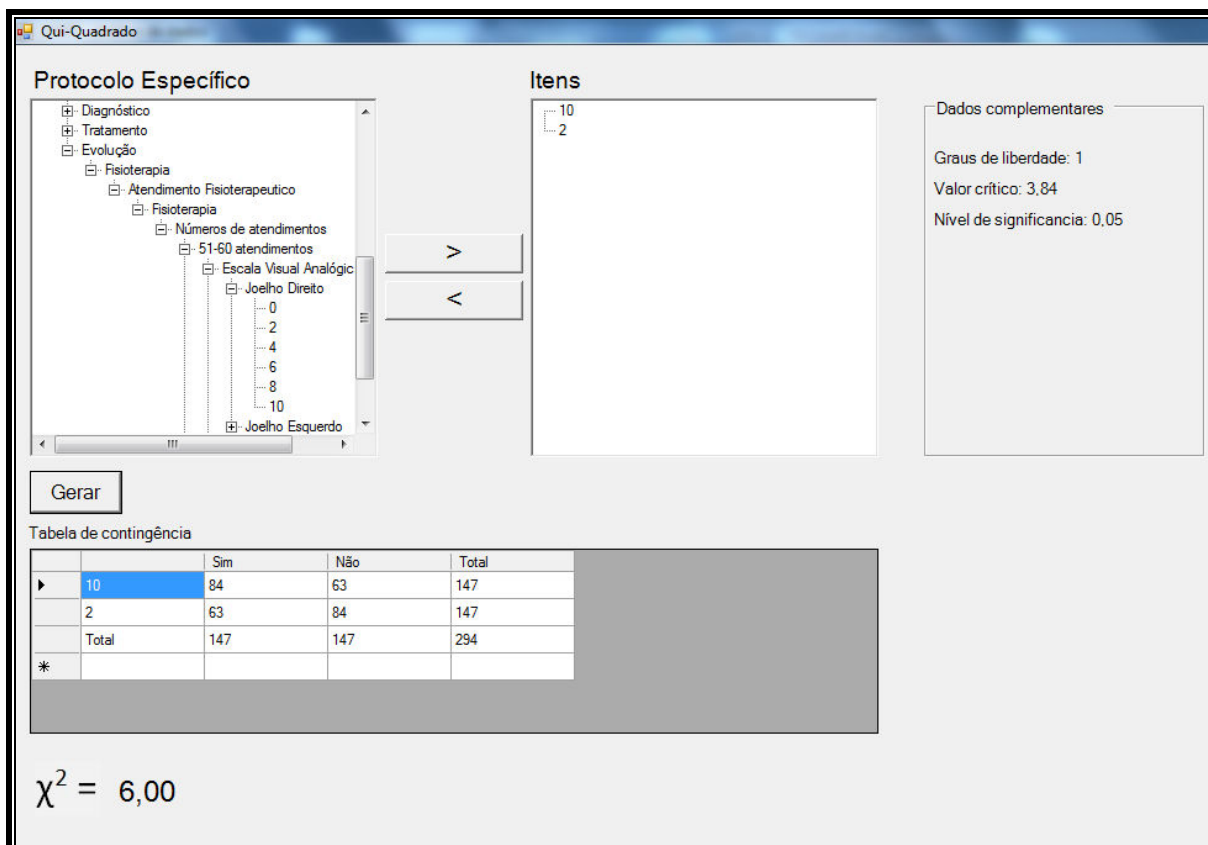 Qui-Quadrado
Protocolo Específico
Diagnóstico
Tratamento
Evolução
Fisioterapia
Atendimento Fisioterapeutico
Fisioterapia
Números de atendimentos
51-60 atendimentos
Escala Visual Analógic
Joelho Direito
0
2
4
6
8
10
Joelho Esquerdo
>
<
Itens
10
2
Dados complementares
Graus de liberdade: 1
Valor crítico: 3,84
Nível de significancia: 0,05
Gerar
Tabela de contingência
Sim Não Total
10 84 63 147
2 63 84 147
Total 147 147 294
*
χ² = 6,00